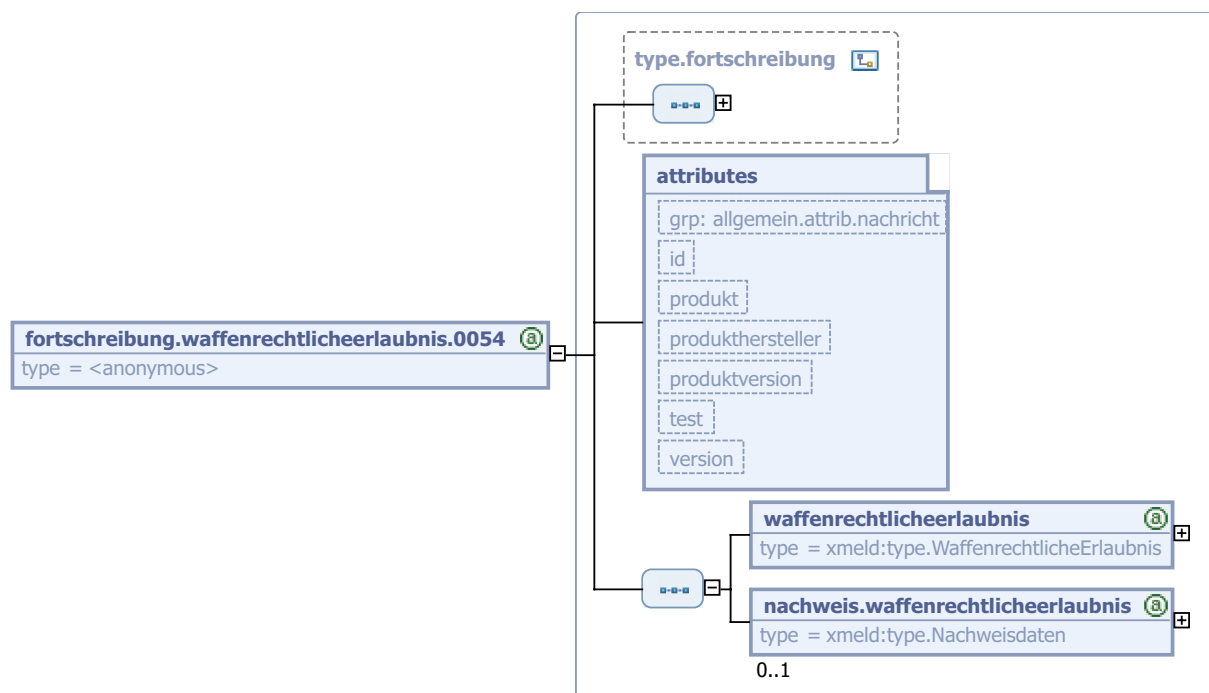 type.fortschreibung
attributes
grp: allgemein.attrib.nachricht
id
produkt
produkthersteller
produktversion
test
version
fortschreibung.waffenrechtlicheerlaubnis.0054 @
type = <anonymous>
waffenrechtlicheerlaubnis @
type = xmeld:type.WaffenrechtlicheErlaubnis
nachweis.waffenrechtlicheerlaubnis @
type = xmeld:type.Nachweisdaten
0..1